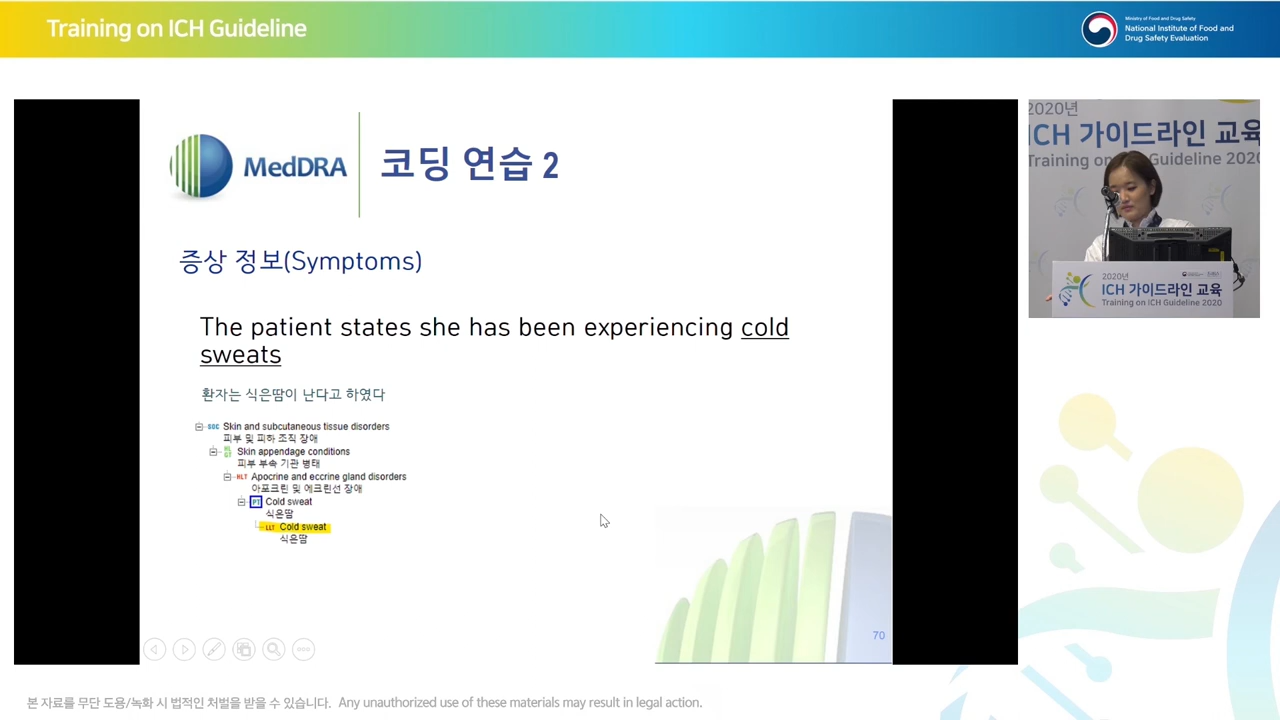 Training on ICH Guideline
Ministry of Food and Drug Safety
National Institute of Food and
Drug Safety Evaluation
MedDRA
코딩 연습 2
증상 정보(Symptoms)
The patient states she has been experiencing cold
sweats
환자는 식은땀이 난다고 하였다
SOC Skin and subcutaneous tissue disorders
피부 및 피하 조직 장애
HLGT Skin appendage conditions
피부 부속 기관 병태
HLT Apocrine and eccrine gland disorders
아포크린 및 에크린선 장애
PT Cold sweat
식은땀
LLT Cold sweat
식은땀
70
2020년
ICH 가이드라인 교육
Training on Guideline 2020
2020년
ICH 가이드라인 교육
Training on ICH Guideline 2020
본 자료를 무단 도용/녹화 시 법적인 처벌을 받을 수 있습니다. Any unauthorized use of these materials may result in legal action.